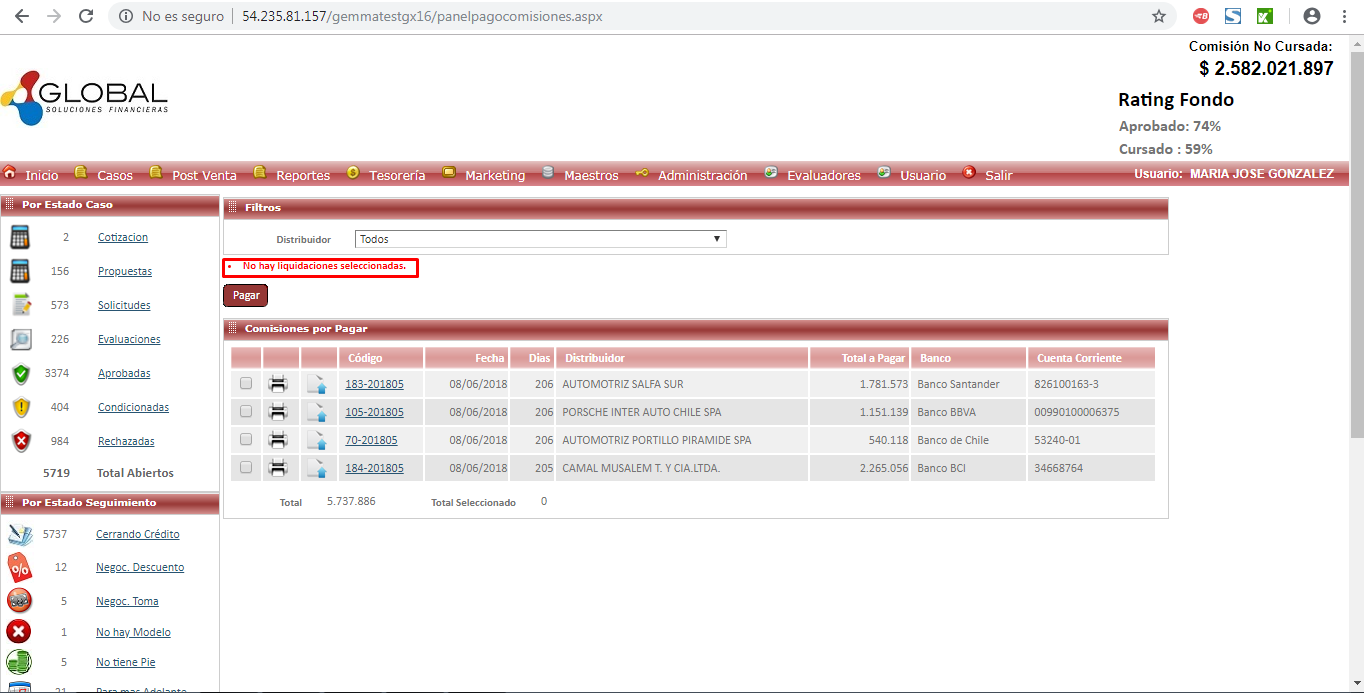 No es seguro | 54.235.81.157/gemmatestgx16/panelpagocomisiones.aspx
Comisión No Cursada:
$ 2.582.021.897
GLOBAL
SOLUCIONES FINANCIERAS
Rating Fondo
Aprobado: 74%
Cursado : 59%
Inicio Casos Post Venta Reportes Tesorería Marketing Maestros Administración Evaluadores Usuario Salir Usuario: MARIA JOSE GONZALEZ
Por Estado Caso
2 Cotizacion
156 Propuestas
573 Solicitudes
226 Evaluaciones
3374 Aprobadas
404 Condicionadas
984 Rechazadas
5719 Total Abiertos
Por Estado Seguimiento
5737 Cerrando Crédito
12 Negoc. Descuento
5 Negoc. Toma
1 No hay Modelo
5 No tiene Pie
21 Para mas Adelante
Filtros
Distribuidor Todos
• No hay liquidaciones seleccionadas.
Pagar
Comisiones por Pagar
Código Fecha Dias Distribuidor Total a Pagar Banco Cuenta Corriente
183-201805 08/06/2018 206 AUTOMOTRIZ SALFA SUR 1.781.573 Banco Santander 826100163-3
105-201805 08/06/2018 206 PORSCHE INTER AUTO CHILE SPA 1.151.139 Banco BBVA 00990100006375
70-201805 08/06/2018 206 AUTOMOTRIZ PORTILLO PIRAMIDE SPA 540.118 Banco de Chile 53240-01
184-201805 08/06/2018 205 CAMAL MUSALEM T. Y CIA.LTDA. 2.265.056 Banco BCI 34668764
Total 5.737.886 Total Seleccionado 0